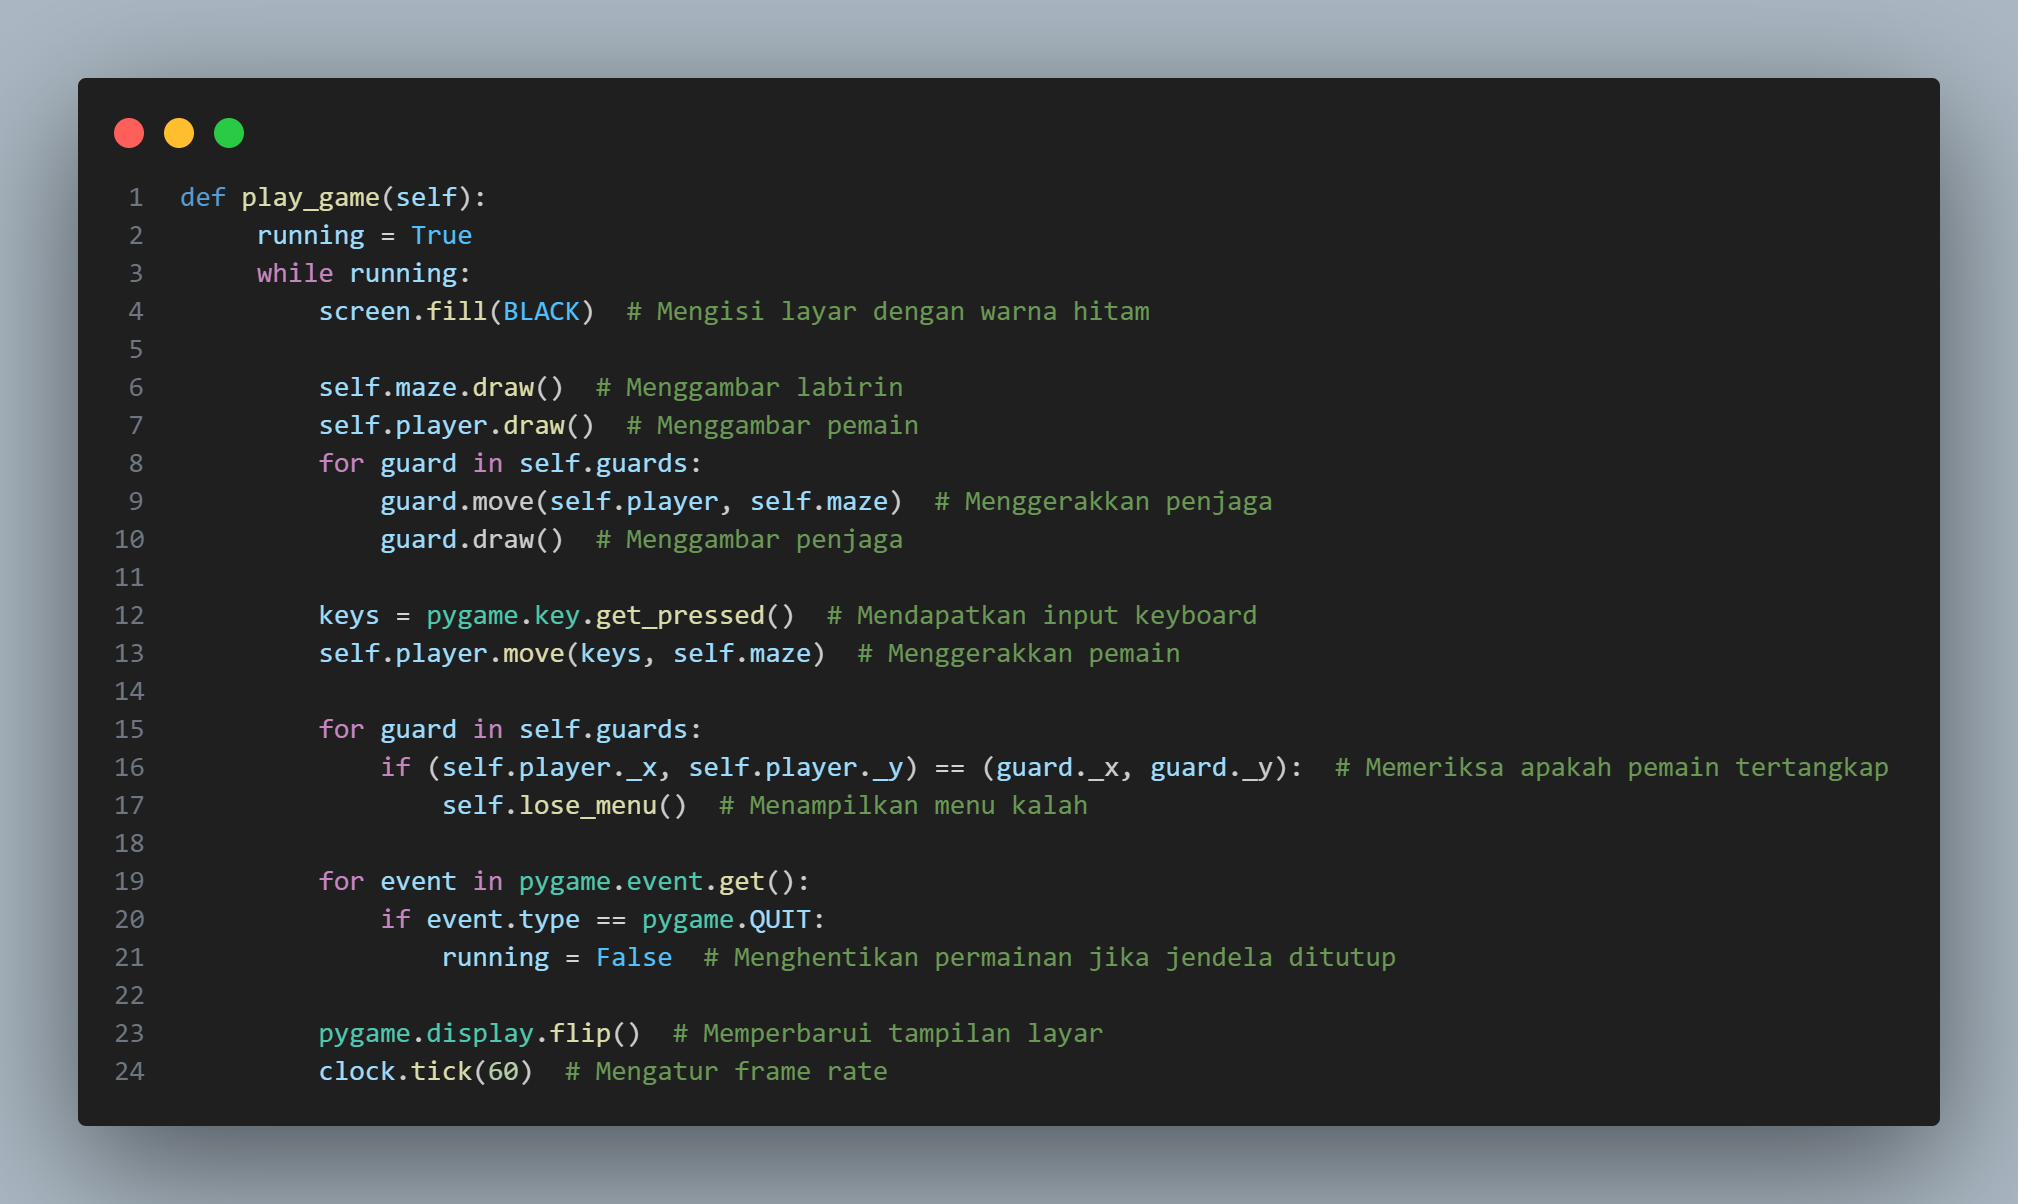 1 def play_game(self):
2     running = True
3     while running:
4         screen.fill(BLACK)  # Mengisi layar dengan warna hitam
5
6         self.maze.draw()  # Menggambar labirin
7         self.player.draw()  # Menggambar pemain
8         for guard in self.guards:
9             guard.move(self.player, self.maze)  # Menggerakkan penjaga
10             guard.draw()  # Menggambar penjaga
11
12         keys = pygame.key.get_pressed()  # Mendapatkan input keyboard
13         self.player.move(keys, self.maze)  # Menggerakkan pemain
14
15         for guard in self.guards:
16             if (self.player._x, self.player._y) == (guard._x, guard._y):  # Memeriksa apakah pemain tertangkap
17                 self.lose_menu()  # Menampilkan menu kalah
18
19         for event in pygame.event.get():
20             if event.type == pygame.QUIT:
21                 running = False  # Menghentikan permainan jika jendela ditutup
22
23         pygame.display.flip()  # Memperbarui tampilan layar
24         clock.tick(60)  # Mengatur frame rate